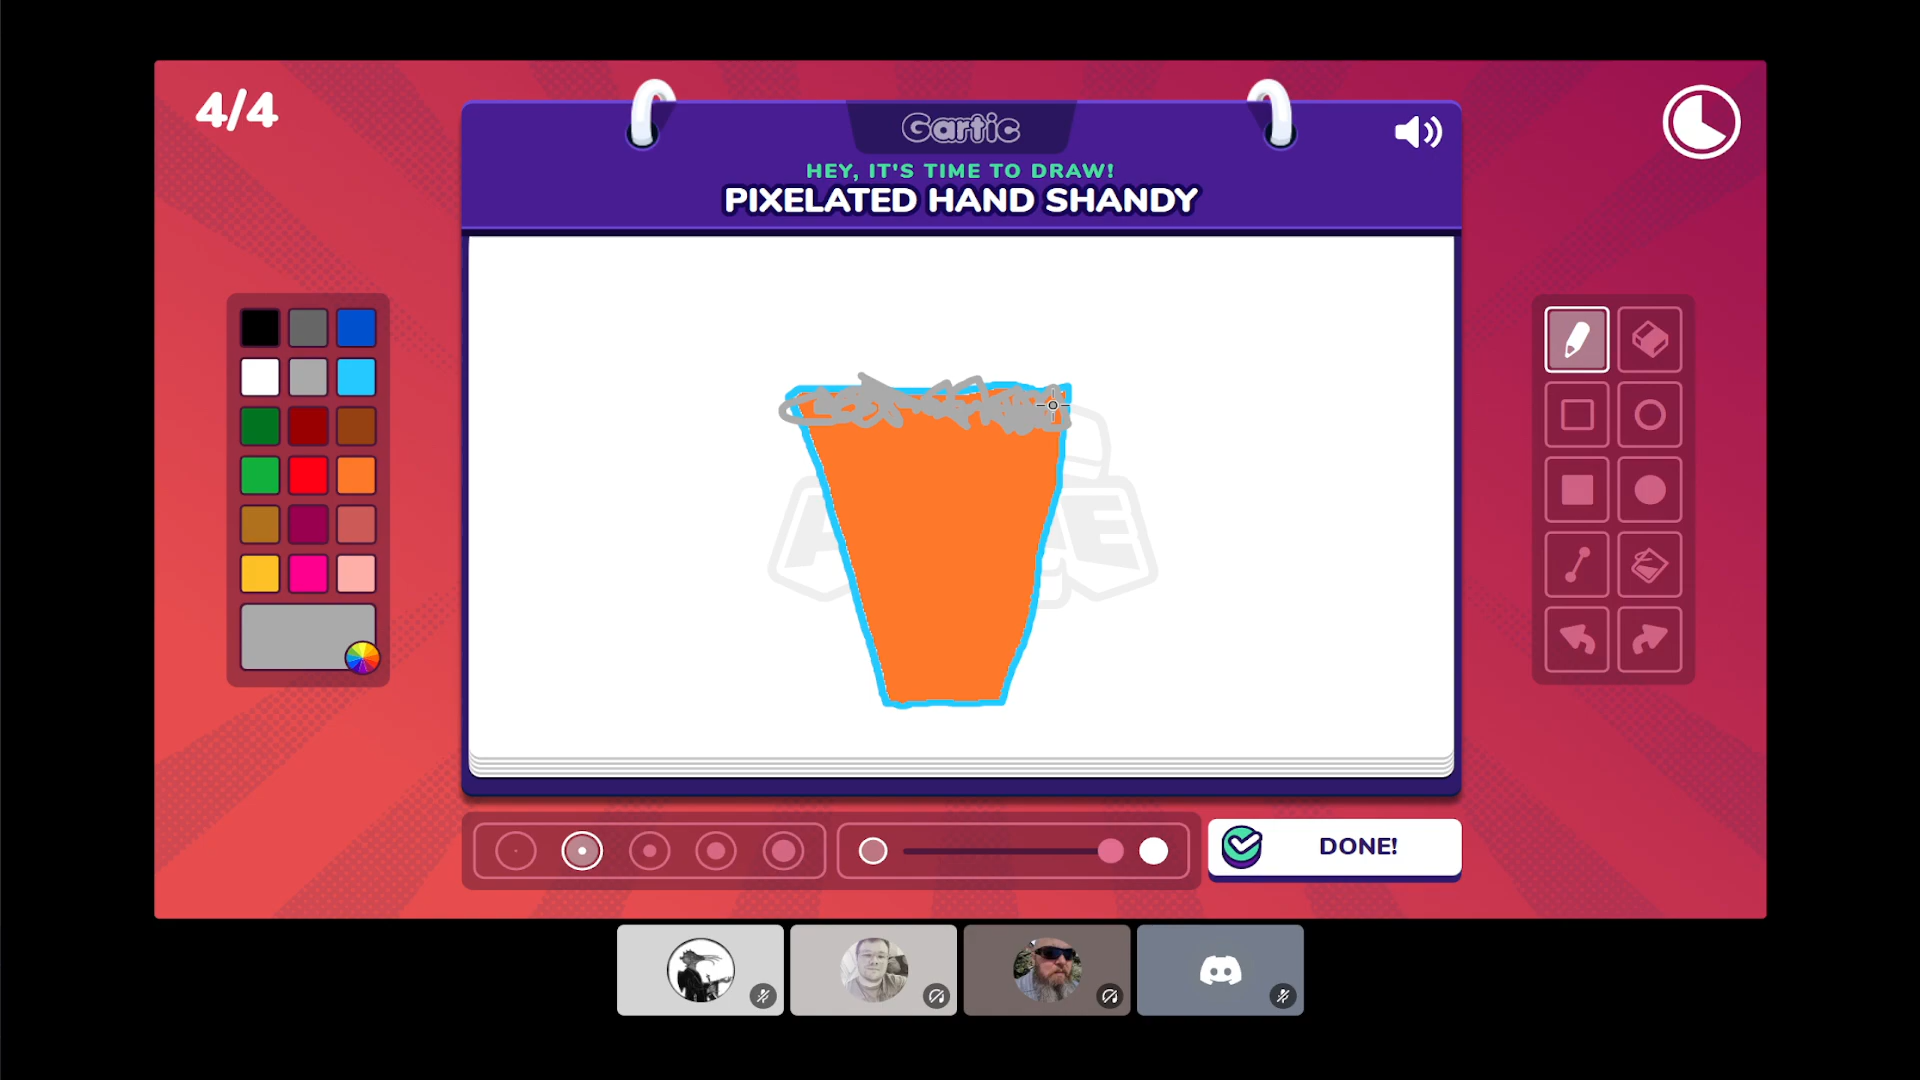 4/4
Gartic
HEY, IT'S TIME TO DRAW!
PIXELATED HAND SHANDY
DONE!